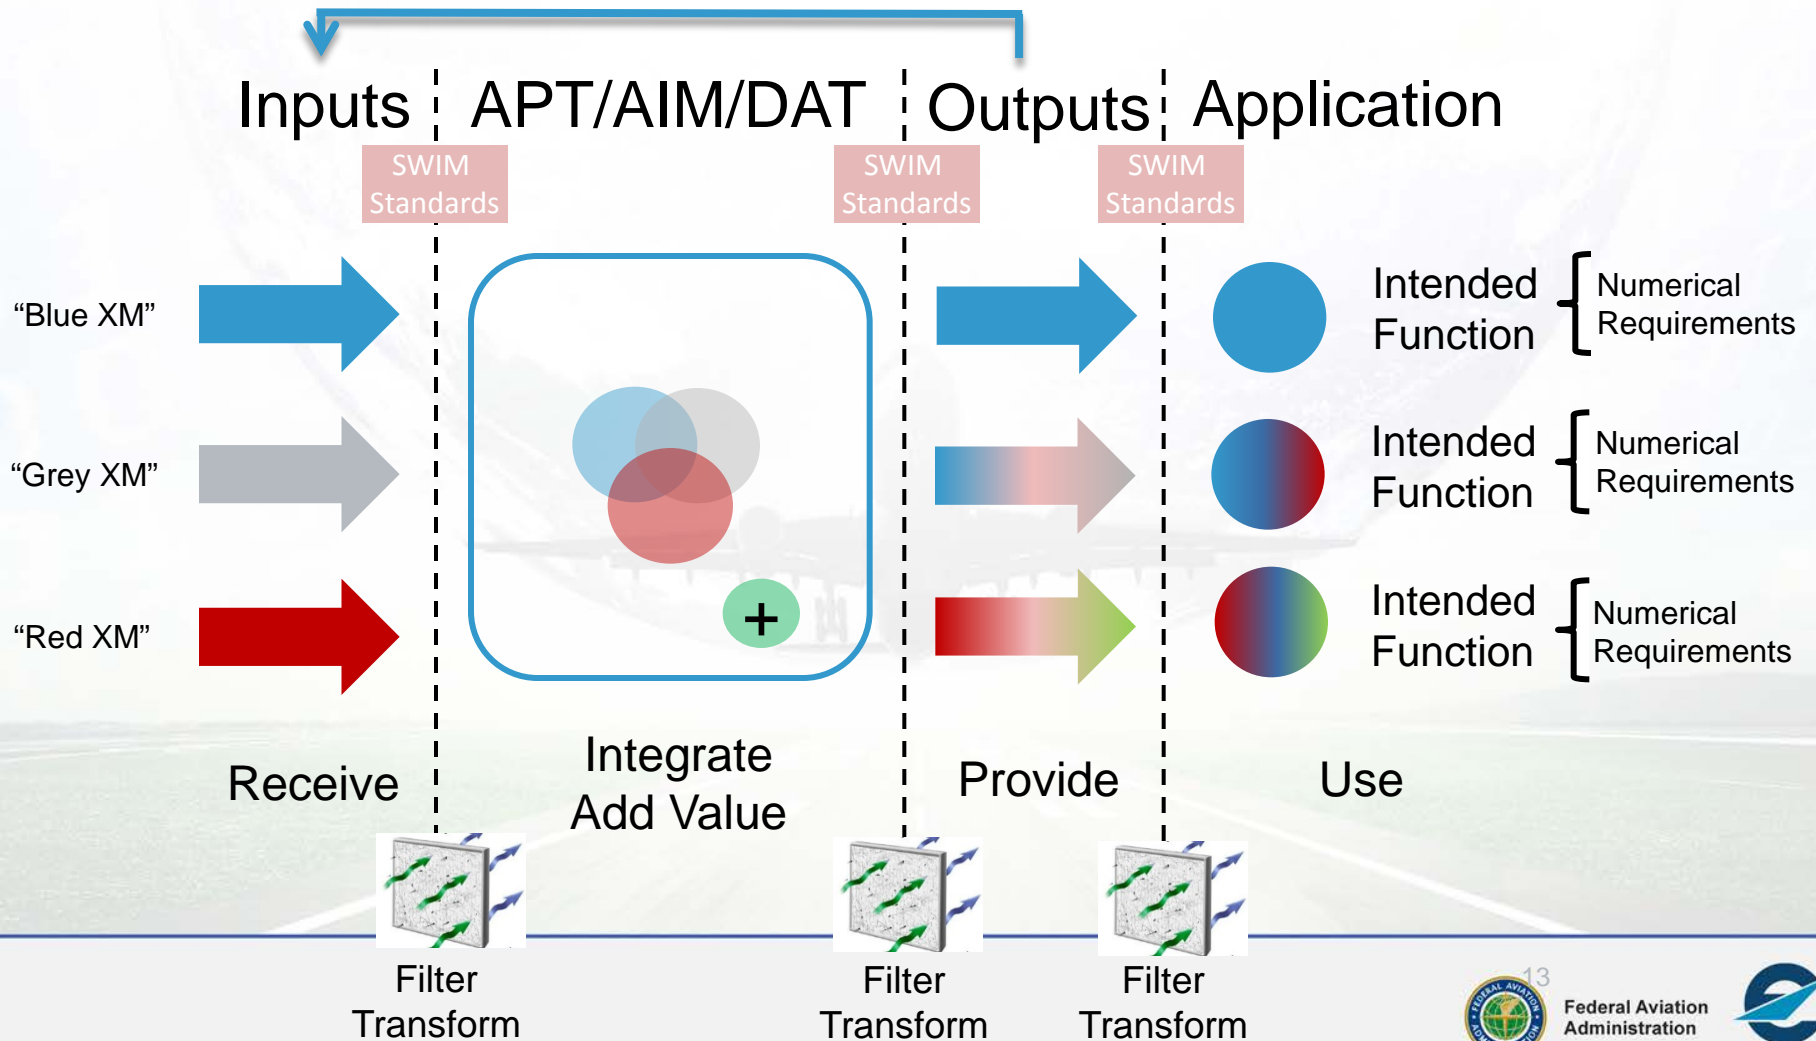 Inputs
APT/AIM/DAT
Outputs
Application
SWIM
Standards
SWIM
Standards
SWIM
Standards
“Blue XM”
Intended
Function
Numerical
Requirements
“Grey XM”
Intended
Function
Numerical
Requirements
“Red XM”
+
Intended
Function
Numerical
Requirements
Receive
Integrate
Add Value
Provide
Use
Filter
Transform
Filter
Transform
Filter
Transform
13
Federal Aviation
Administration